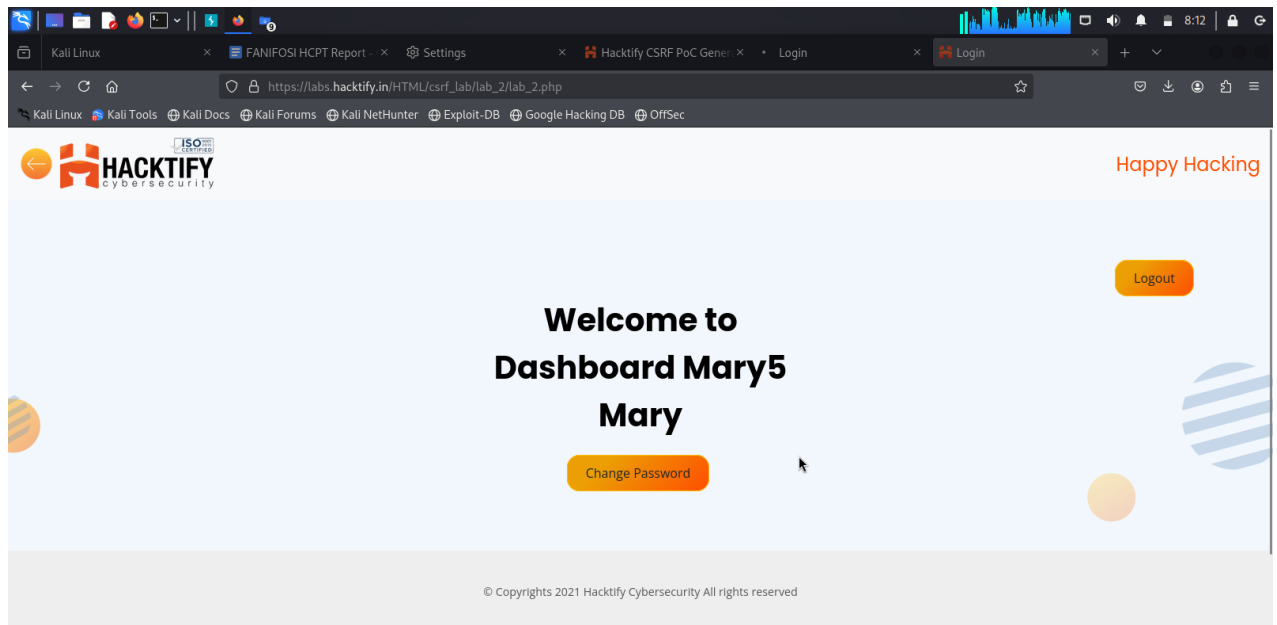 8:12
Kali Linux
FANIFOSI HCPT Report -
Settings
Hacktify CSRF PoC Gener
Login
Login
https://labs.hacktify.in/HTML/csrf_lab/lab_2/lab_2.php
Kali Linux Kali Tools Kali Docs Kali Forums Kali NetHunter Exploit-DB Google Hacking DB OffSec
ISO
CERTIFIED
HACKTIFY
cybersecurity
Happy Hacking
Logout
Welcome to
Dashboard Mary5
Mary
Change Password
© Copyrights 2021 Hacktify Cybersecurity All rights reserved